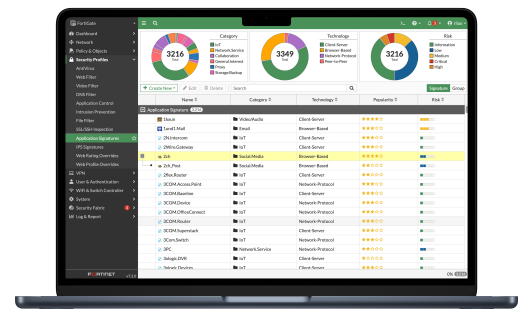 FortiGate
Dashboard
Network
Policy & Objects
Security Profiles
AntiVirus
Web Filter
Video Filter
DNS Filter
Application Control
Intrusion Prevention
File Filter
SSL/SSH Inspection
Application Signatures
IPS Signatures
Web Rating Overrides
Web Profile Overrides
VPN
User & Authentication
WiFi & Switch Controller
System
Security Fabric
Log & Report
FORTINET
Category
3216
Total
IoT
Network.Service
Collaboration
General.Interest
Proxy
Storage.Backup
Technology
3349
Total
Client-Server
Browser-Based
Network-Protocol
Peer-to-Peer
Risk
3216
Total
Information
Low
Medium
Critical
High
+ Create New
Edit
Delete
Search
Signature Group
Name Category Technology Popularity Risk
Application Signature
Video/Audio Client-Server
1und1.Mail Email Browser-Based
2N.Intercom IoT Client-Server
2Wire.Gateway IoT Client-Server
2ch Social.Media Browser-Based
2ch_Post Social.Media Browser-Based
2flex.Router IoT Client-Server
3COM.Access.Point IoT Network-Protocol
3COM.Baseline IoT Client-Server
3COM.Device IoT Network-Protocol
3COM.OfficeConnect IoT Network-Protocol
3COM.Router IoT Network-Protocol
3COM.Superstack IoT Client-Server
3Com.Switch IoT Network-Protocol
3PC Network.Service Network-Protocol
3xlogic.DVR IoT Client-Server
3xlogic.Devices IoT Client-Server
0%